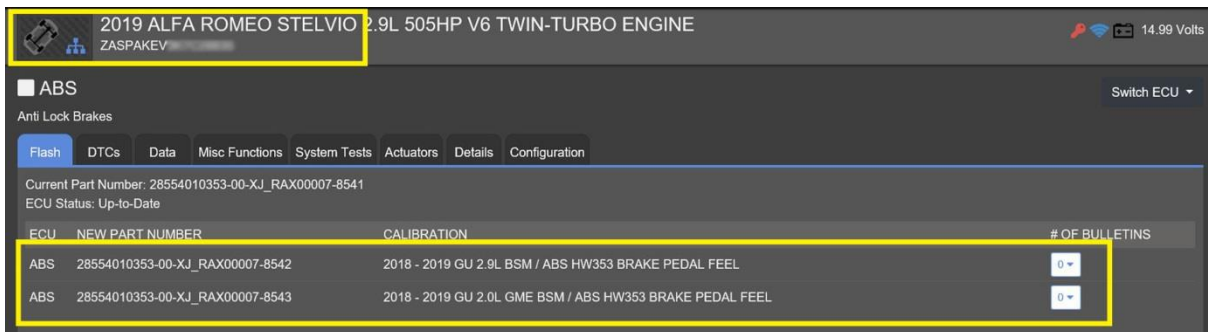 2019 ALFA ROMEO STELVIO 2.9L 505HP V6 TWIN-TURBO ENGINE
ZASPAKEV
14.99 Volts
ABS
Switch ECU
Anti Lock Brakes
Flash DTCs Data Misc Functions System Tests Actuators Details Configuration
Current Part Number: 28554010353-00-XJ_RAX00007-8541
ECU Status: Up-to-Date
ECU NEW PART NUMBER CALIBRATION # OF BULLETINS
ABS 28554010353-00-XJ_RAX00007-8542 2018 - 2019 GU 2.9L BSM / ABS HW353 BRAKE PEDAL FEEL 0
ABS 28554010353-00-XJ_RAX00007-8543 2018 - 2019 GU 2.0L GME BSM / ABS HW353 BRAKE PEDAL FEEL 0